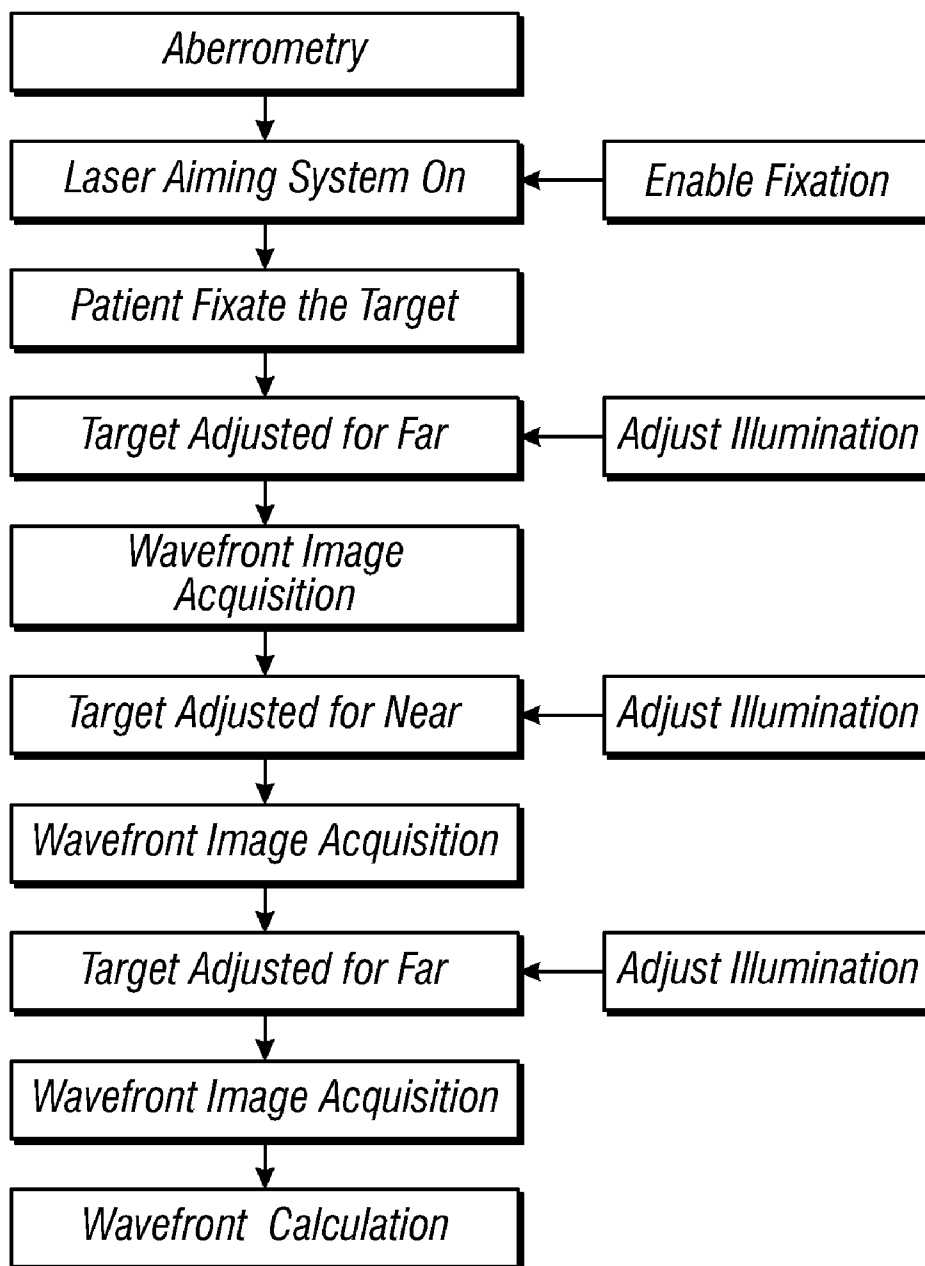 Aberrometry
Laser Aiming System On
Enable Fixation
Patient Fixate the Target
Target Adjusted for Far
Adjust Illumination
Wavefront Image
Acquisition
Target Adjusted for Near
Adjust Illumination
Wavefront Image Acquisition
Target Adjusted for Far
Adjust Illumination
Wavefront Image Acquisition
Wavefront Calculation